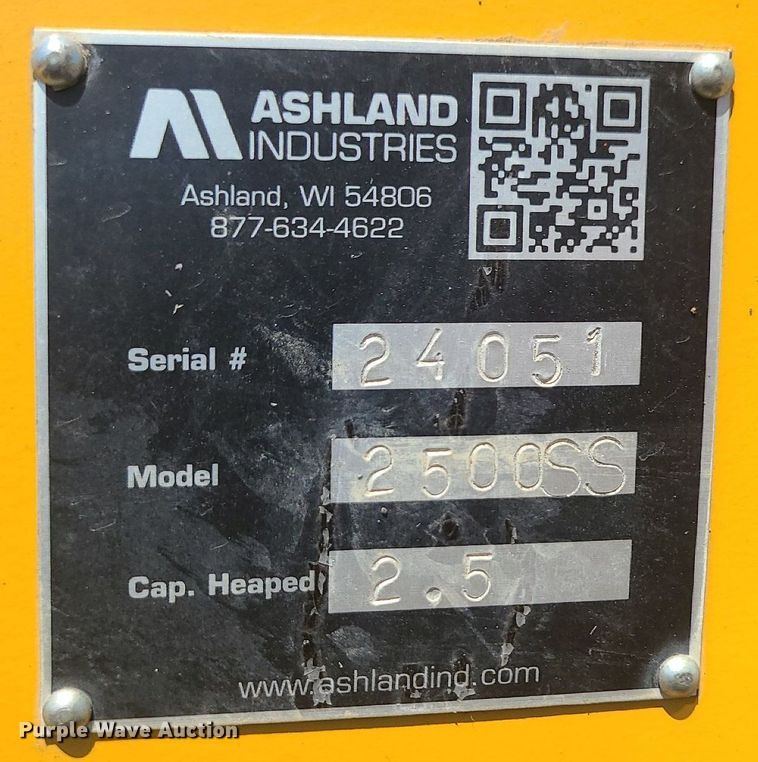 ASHLAND
INDUSTRIES
Ashland, WI 54806
877-634-4622
Serial # 24051
Model 2500SS
Cap. Heaped 2.5
www.ashlandind.com
Purple Wave Auction